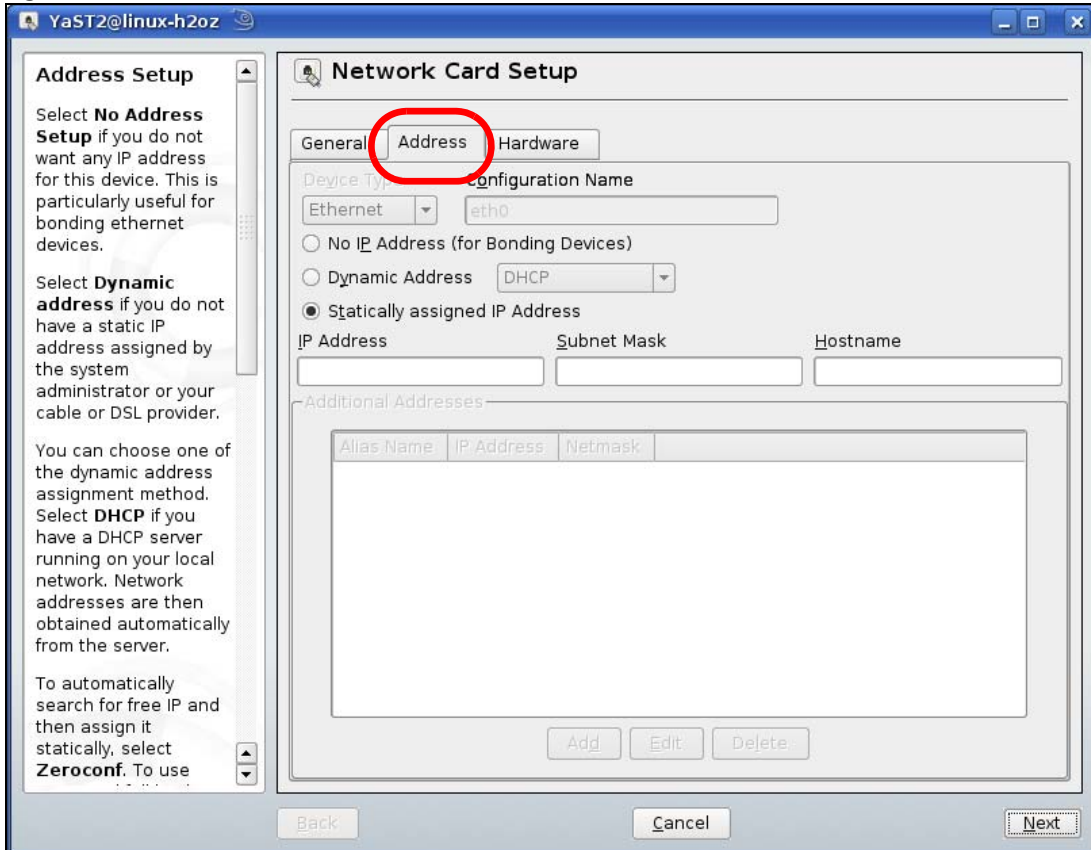 YaST2@linux-h2oz
Address Setup
Select No Address
Setup if you do not
want any IP address
for this device. This is
particularly useful for
bonding ethernet
devices.
Select Dynamic
address if you do not
have a static IP
address assigned by
the system
administrator or your
cable or DSL provider.
You can choose one of
the dynamic address
assignment method.
Select DHCP if you
have a DHCP server
running on your local
network. Network
addresses are then
obtained automatically
from the server.
To automatically
search for free IP and
then assign it
statically, select
Zeroconf. To use
Network Card Setup
General Address Hardware
Device Typ Configuration Name
Ethernet eth0
No IP Address (for Bonding Devices)
Dynamic Address DHCP
Statically assigned IP Address
IP Address Subnet Mask Hostname
Additional Addresses
Alias Name IP Address Netmask
Add Edit Delete
Back Cancel Next